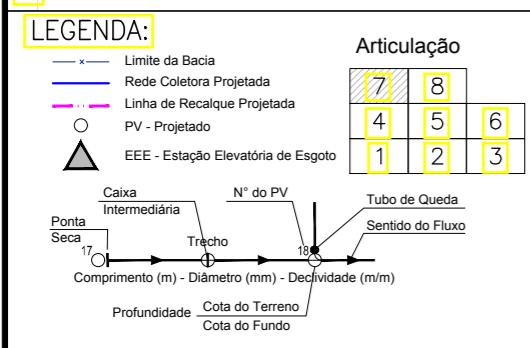 LEGENDA:
Limite da Bacia
Rede Coletora Projetada
Linha de Recalque Projetada
PV - Projetado
EEE - Estação Elevatória de Esgoto
Articulação
7 8
4 5 6
1 2 3
Caixa
Intermediária
N° do PV
Tubo de Queda
Ponta
Seca
17
Trecho
18
Sentido do Fluxo
Comprimento (m) - Diâmetro (mm) - Declividade (m/m)
Profundidade
Cota do Terreno
Cota do Fundo